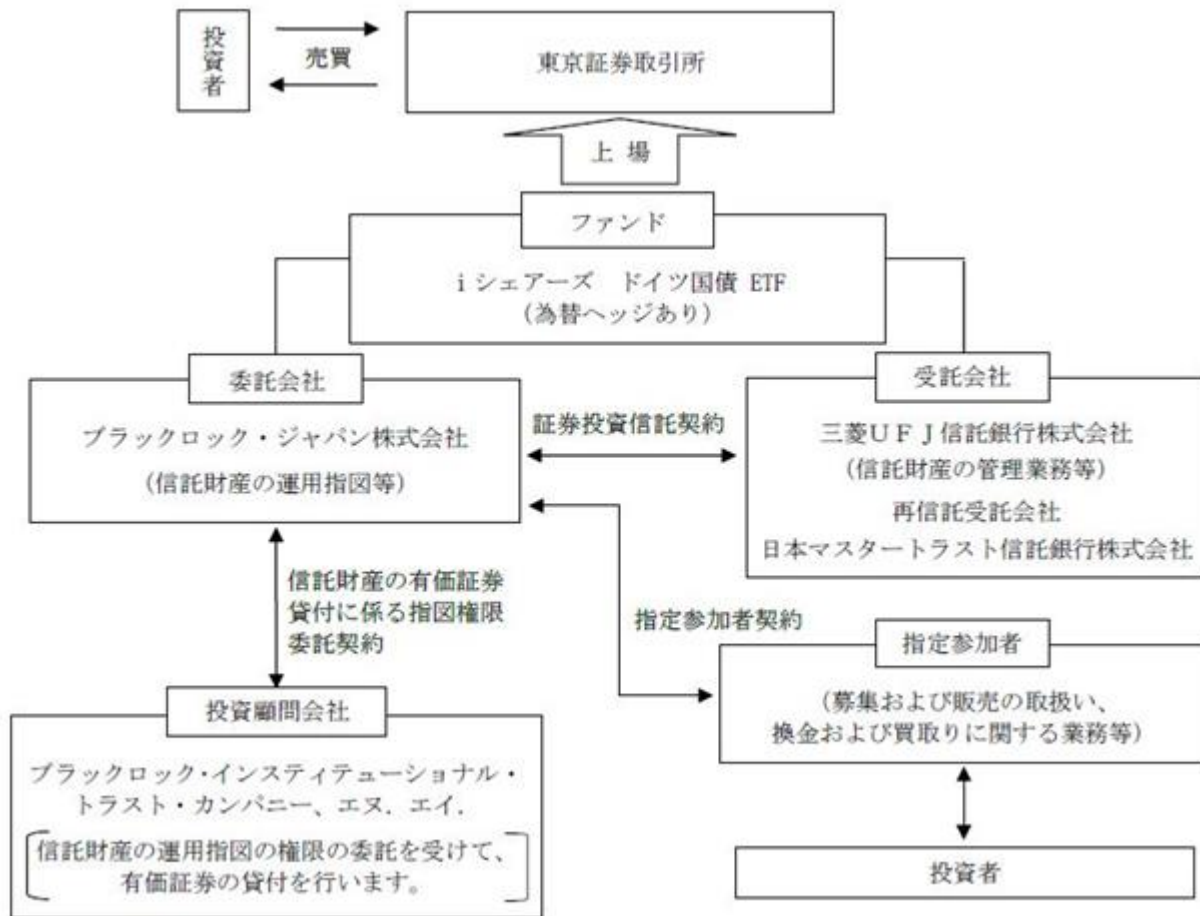 投資者
売買
東京証券取引所
上 場
ファンド
i シェアーズ　ドイツ国債 ETF
(為替ヘッジあり)
委託会社
ブラックロック・ジャパン株式会社
(信託財産の運用指図等)
証券投資信託契約
受託会社
三菱ＵＦＪ信託銀行株式会社
(信託財産の管理業務等)
再信託受託会社
日本マスタートラスト信託銀行株式会社
信託財産の有価証券
貸付に係る指図権限
委託契約
指定参加者契約
指定参加者
(募集および販売の取扱い、
換金および買取りに関する業務等)
投資顧問会社
ブラックロック・インスティテューショナル・
トラスト・カンパニー、エヌ．エイ．
信託財産の運用指図の権限の委託を受けて、
有価証券の貸付を行います。
投資者